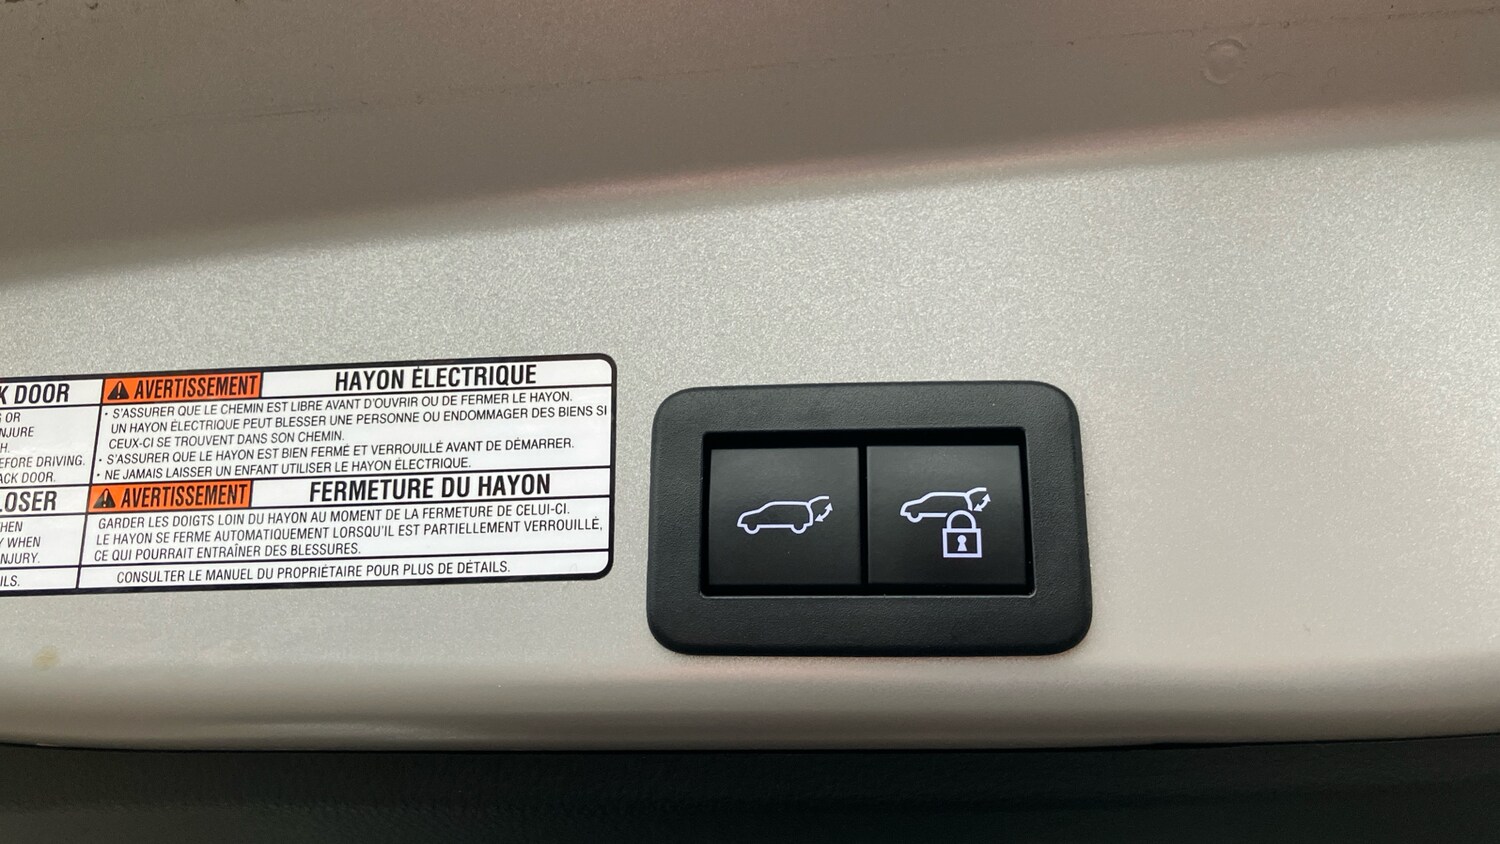 K DOOR
OR
NJURE
H.
EFORE DRIVING.
ACK DOOR.
LOSER
HEN
Y WHEN
NJURY.
ILS.
AVERTISSEMENT HAYON ÉLECTRIQUE
· S'ASSURER QUE LE CHEMIN EST LIBRE AVANT D'OUVRIR OU DE FERMER LE HAYON.
UN HAYON ÉLECTRIQUE PEUT BLESSER UNE PERSONNE OU ENDOMMAGER DES BIENS SI
CEUX-CI SE TROUVENT DANS SON CHEMIN.
· S'ASSURER QUE LE HAYON EST BIEN FERMÉ ET VERROUILLÉ AVANT DE DÉMARRER.
· NE JAMAIS LAISSER UN ENFANT UTILISER LE HAYON ÉLECTRIQUE.
AVERTISSEMENT FERMETURE DU HAYON
GARDER LES DOIGTS LOIN DU HAYON AU MOMENT DE LA FERMETURE DE CELUI-CI.
LE HAYON SE FERME AUTOMATIQUEMENT LORSQU'IL EST PARTIELLEMENT VERROUILLÉ,
CE QUI POURRAIT ENTRAÎNER DES BLESSURES.
CONSULTER LE MANUEL DU PROPRIÉTAIRE POUR PLUS DE DÉTAILS.